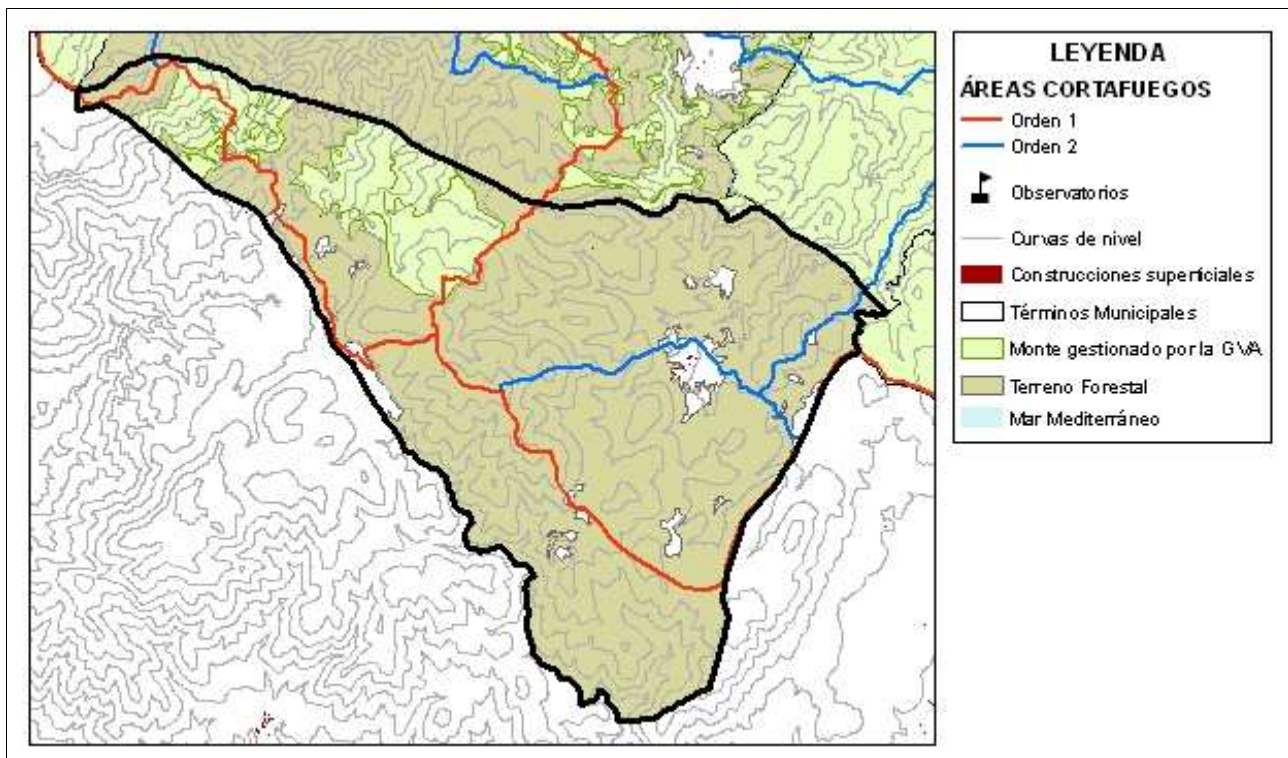 LEYENDA
ÁREAS CORTAFUEGOS
Orden 1
Orden 2
Observatorios
Curvas de nivel
Construcciones superficiales
Términos Municipales
Monte gestionado por la GVA
Terreno Forestal
Mar Mediterráneo